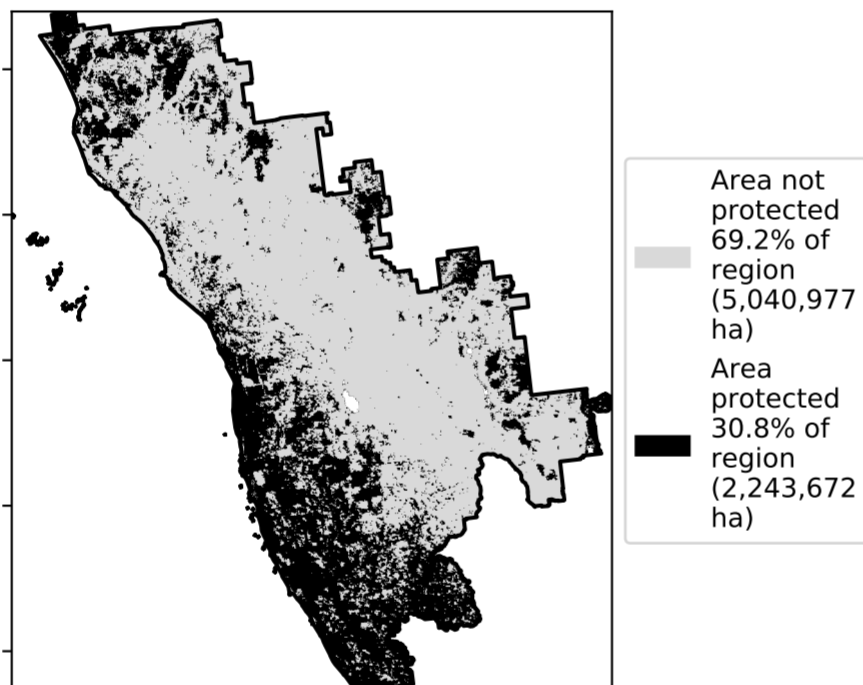 Area not
protected
69.2% of
region
(5,040,977
ha)
Area
protected
30.8% of
region
(2,243,672
ha)